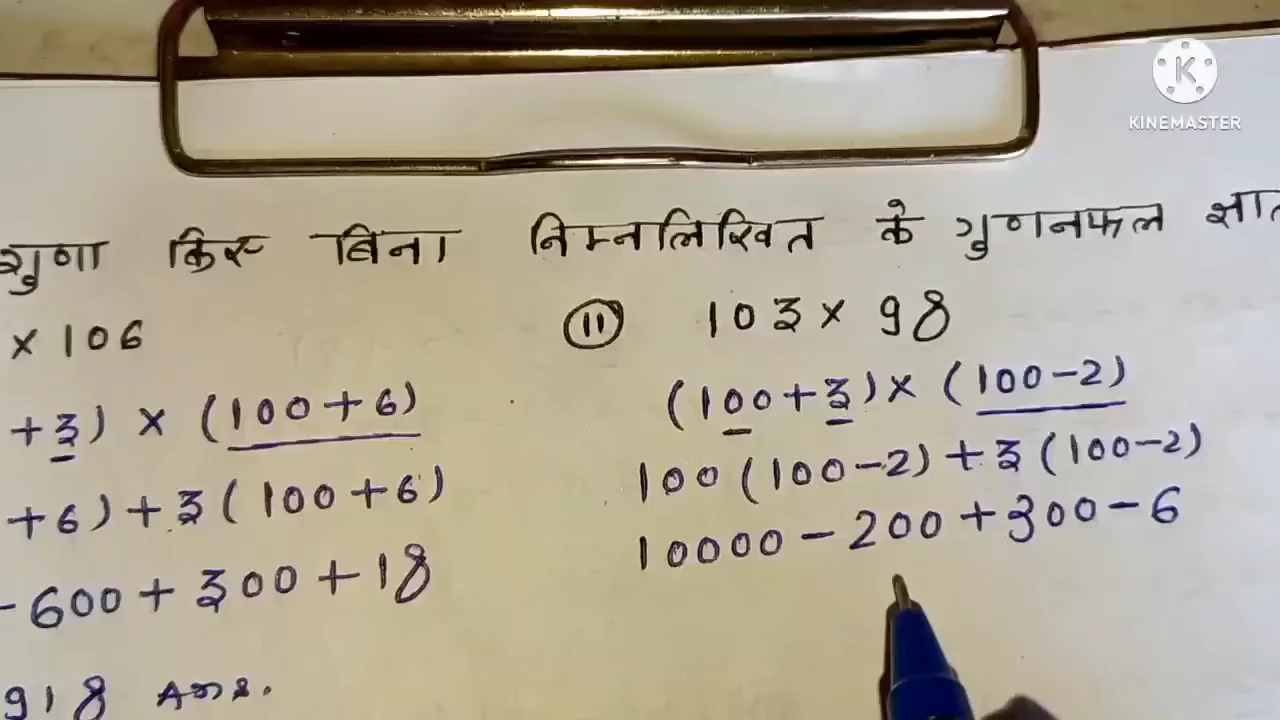 KINEMASTER
गुणा किए बिना निम्नलिखित के गुणनफल ज्ञात
× 106
+ 3) × (100 + 6)
+ 6) + 3 ( 100 + 6)
- 600 + 300 + 18
918 Ans.
(11) 103 × 98
(100 + 3) × (100 - 2)
100 (100 - 2) + 3 (100 - 2)
10000 - 200 + 300 - 6